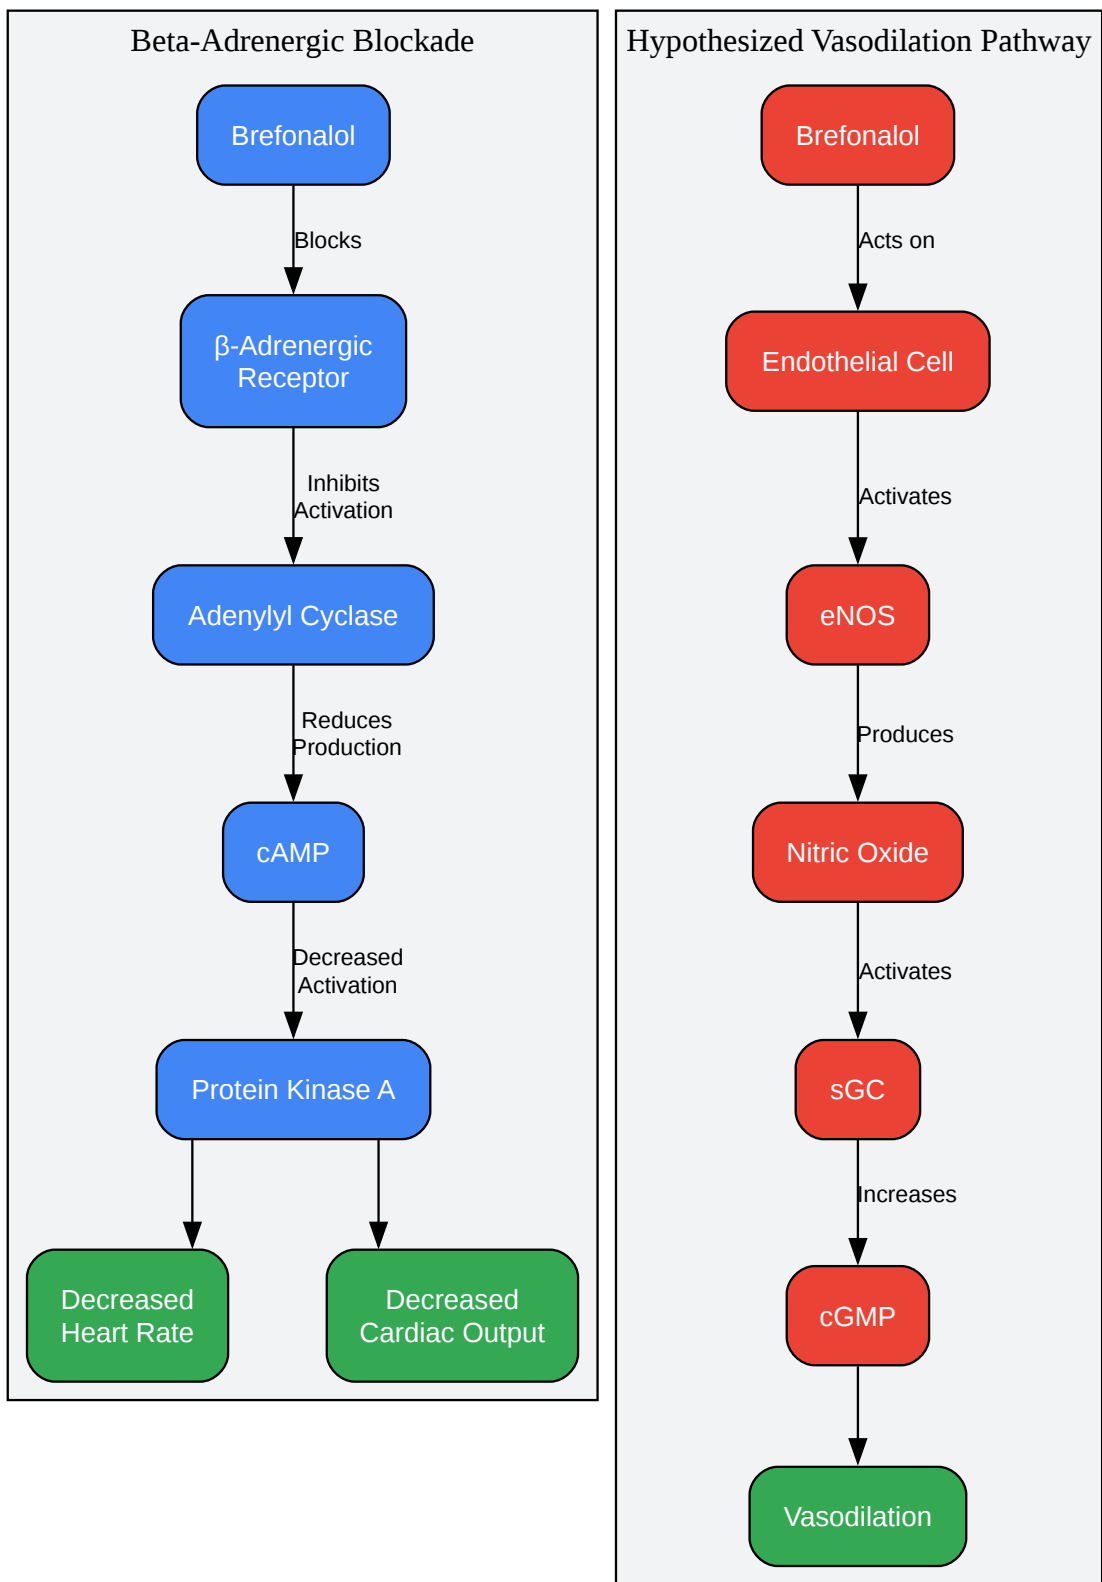 Beta-Adrenergic Blockade
Brefonalol
Blocks
β-Adrenergic
Receptor
Inhibits
Activation
Adenylyl Cyclase
Reduces
Production
cAMP
Decreased
Activation
Protein Kinase A
Decreased
Heart Rate
Decreased
Cardiac Output
Hypothesized Vasodilation Pathway
Brefonalol
Acts on
Endothelial Cell
Activates
eNOS
Produces
Nitric Oxide
Activates
sGC
Increases
cGMP
Vasodilation